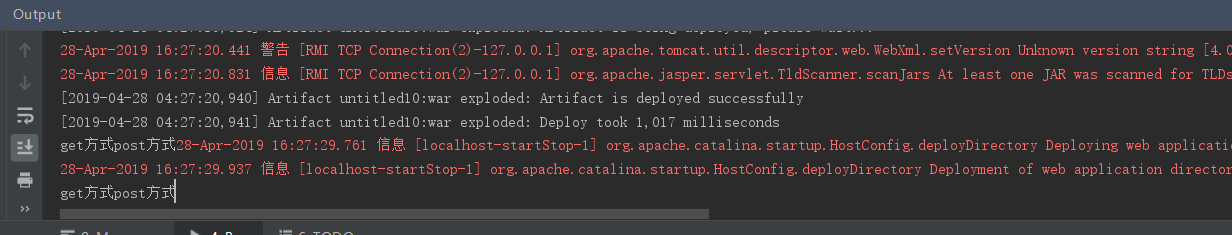 Output
28-Apr-2019 16:27:20.441 警告 [RMI TCP Connection(2)-127.0.0.1] org.apache.tomcat.util.descriptor.web.WebXml.setVersion Unknown version string [4.0
28-Apr-2019 16:27:20.831 信息 [RMI TCP Connection(2)-127.0.0.1] org.apache.jasper.servlet.TldScanner.scanJars At least one JAR was scanned for TLDs
[2019-04-28 04:27:20,940] Artifact untitled10:war exploded: Artifact is deployed successfully
[2019-04-28 04:27:20,941] Artifact untitled10:war exploded: Deploy took 1,017 milliseconds
get方式post方式28-Apr-2019 16:27:29.761 信息 [localhost-startStop-1] org.apache.catalina.startup.HostConfig.deployDirectory Deploying web applicatio
28-Apr-2019 16:27:29.937 信息 [localhost-startStop-1] org.apache.catalina.startup.HostConfig.deployDirectory Deployment of web application director
get方式post方式